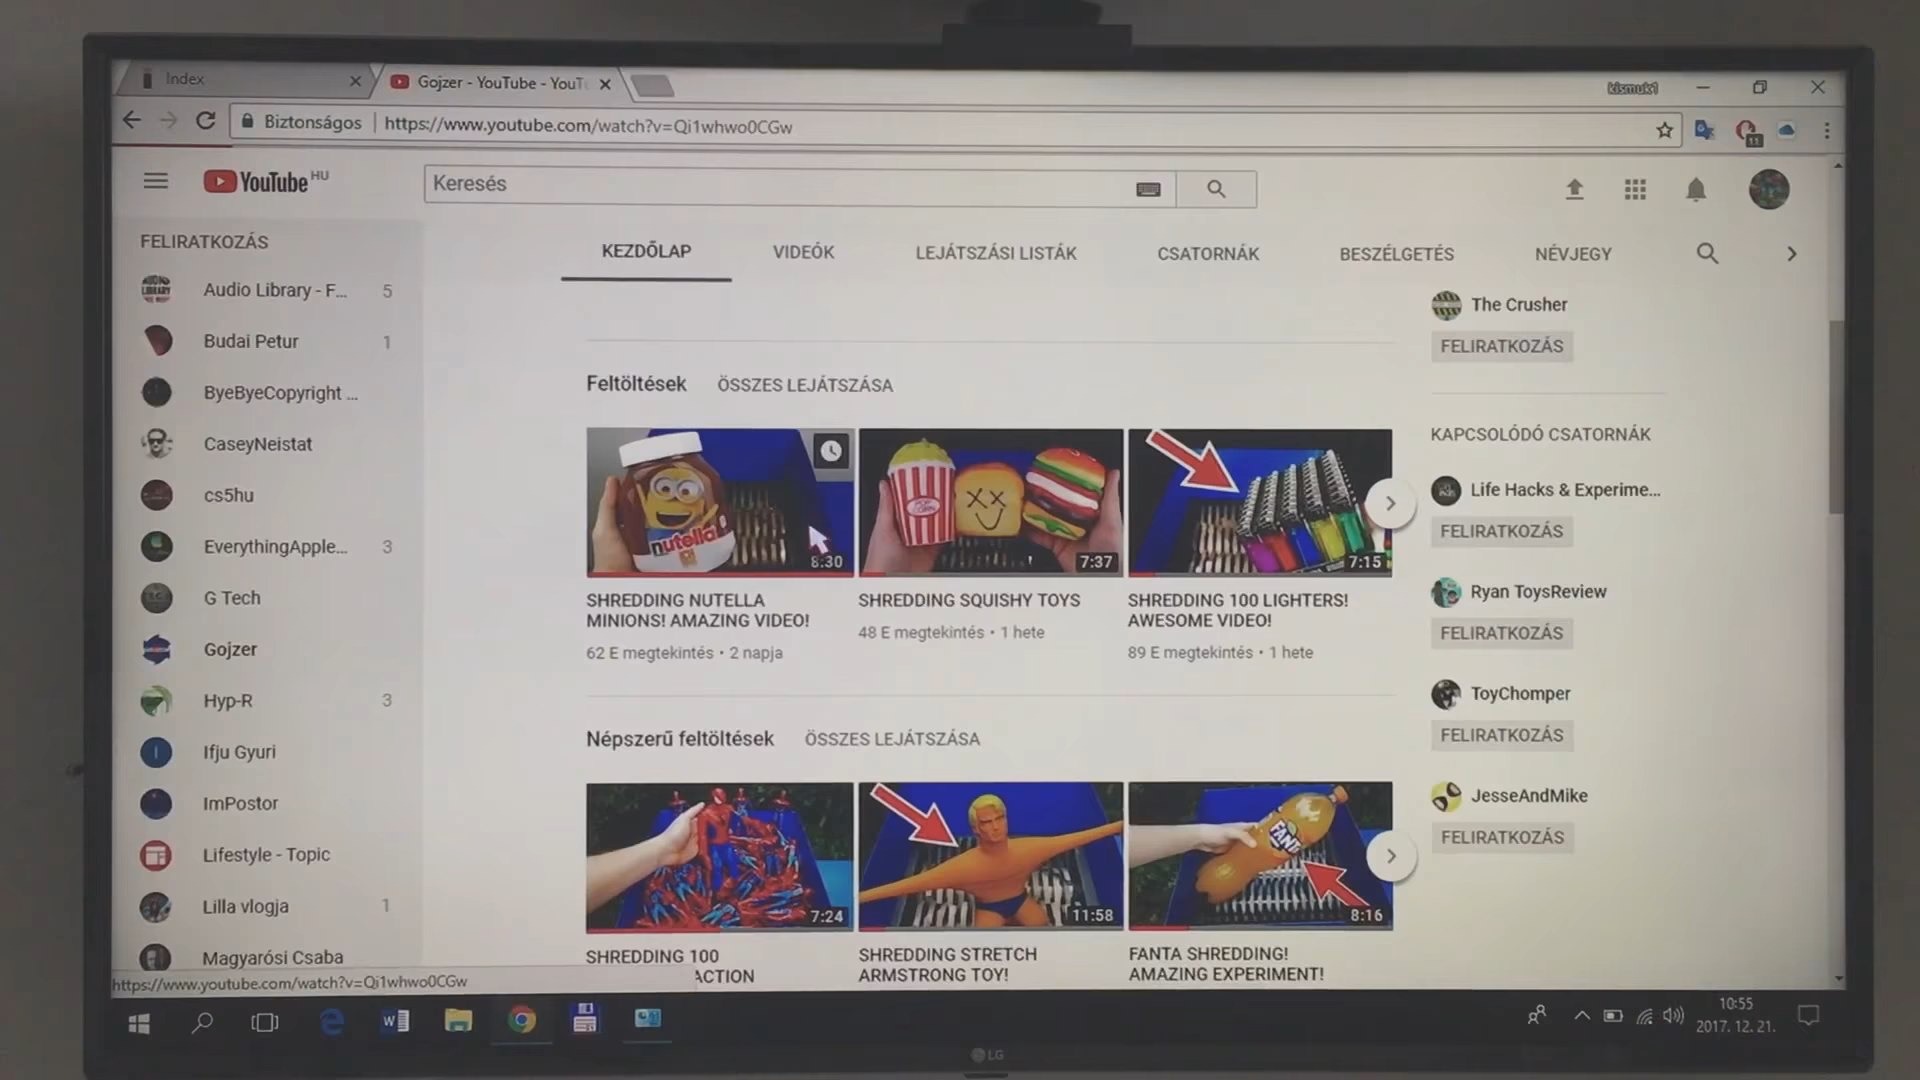 Index
Gojzer - YouTube - YouT
kismuk1
Biztonságos
https://www.youtube.com/watch?v=Qi1whwo0CGw
11
YouTube HU
Keresés
FELIRATKOZÁS
Audio Library - F... 5
Budai Petur 1
ByeByeCopyright ...
CaseyNeistat
cs5hu
EverythingApple... 3
G Tech
Gojzer
Hyp-R 3
Ifju Gyuri
ImPostor
Lifestyle - Topic
Lilla vlogja 1
Magyarósi Csaba
KEZDŐLAP VIDEÓK LEJÁTSZÁSI LISTÁK CSATORNÁK BESZÉLGETÉS NÉVJEGY
Feltöltések ÖSSZES LEJÁTSZÁSA
nutella
8:30
POP CORN
7:37
7:15
SHREDDING NUTELLA
MINIONS! AMAZING VIDEO!
62 E megtekintés • 2 napja
SHREDDING SQUISHY TOYS
48 E megtekintés • 1 hete
SHREDDING 100 LIGHTERS!
AWESOME VIDEO!
89 E megtekintés • 1 hete
Népszerű feltöltések ÖSSZES LEJÁTSZÁSA
7:24
11:58
FANTA
8:16
SHREDDING 100
ACTION
SHREDDING STRETCH
ARMSTRONG TOY!
FANTA SHREDDING!
AMAZING EXPERIMENT!
The Crusher
FELIRATKOZÁS
KAPCSOLÓDÓ CSATORNÁK
Life Hacks & Experime...
FELIRATKOZÁS
Ryan ToysReview
FELIRATKOZÁS
ToyChomper
FELIRATKOZÁS
JesseAndMike
FELIRATKOZÁS
https://www.youtube.com/watch?v=Qi1whwo0CGw
10:55
2017. 12. 21.
LG